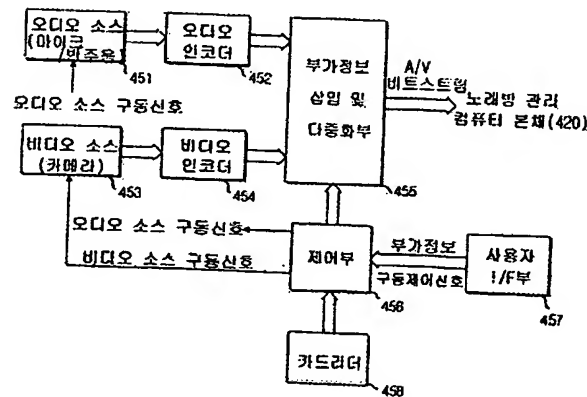 오디오 소스
(마이크
/반주음)
451
오디오
인코더
452
부가정보
삽입 및
다중화부
455
A/V
비트스트림
노래방 관리
컴퓨터 본체(420)
오디오 소스 구동신호
비디오 소스
(카메라)
453
비디오
인코더
454
오디오 소스 구동신호
비디오 소스 구동신호
제어부
456
부가정보
구동제어신호
사용자
I/F부
457
카드리더
458